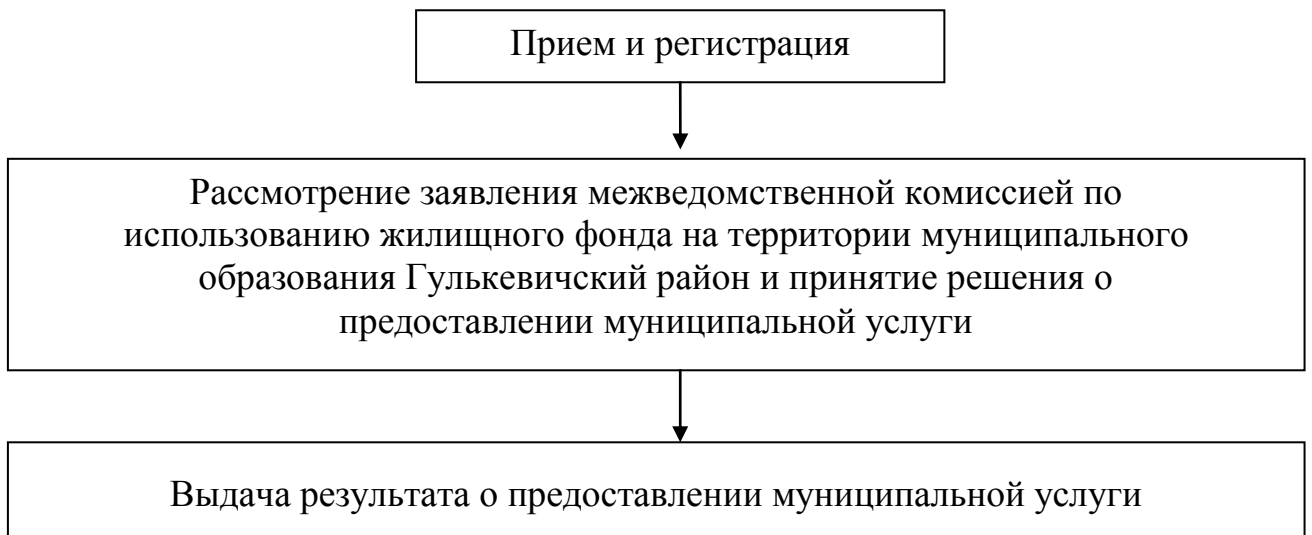 Прием и регистрация
Рассмотрение заявления межведомственной комиссией по
использованию жилищного фонда на территории муниципального
образования Гулькевичский район и принятие решения о
предоставлении муниципальной услуги
Выдача результата о предоставлении муниципальной услуги